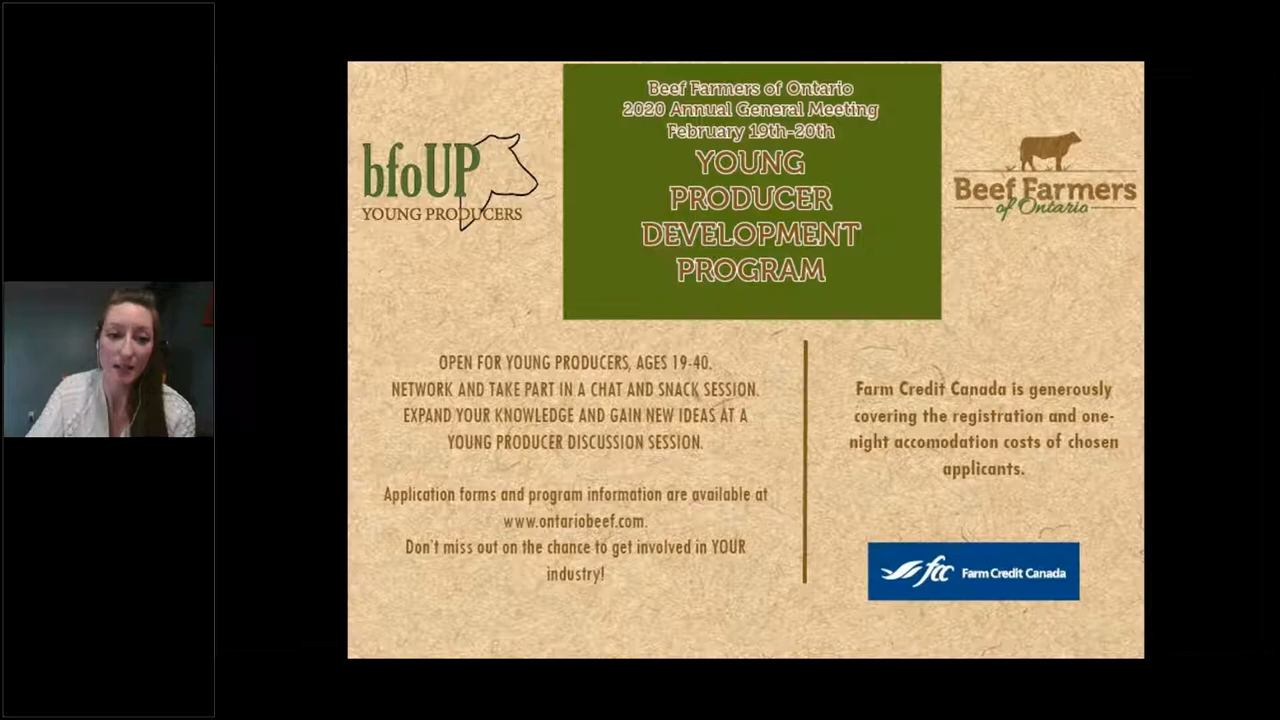 Beef Farmers of Ontario
2020 Annual General Meeting
February 19th-20th
YOUNG
PRODUCER
DEVELOPMENT
PROGRAM
bfoUP
YOUNG PRODUCERS
Beef Farmers
of Ontario
OPEN FOR YOUNG PRODUCERS, AGES 19-40.
NETWORK AND TAKE PART IN A CHAT AND SNACK SESSION.
EXPAND YOUR KNOWLEDGE AND GAIN NEW IDEAS AT A
YOUNG PRODUCER DISCUSSION SESSION.
Application forms and program information are available at
www.ontariobeef.com.
Don't miss out on the chance to get involved in YOUR
industry!
Farm Credit Canada is generously
covering the registration and one-
night accomodation costs of chosen
applicants.
fcc Farm Credit Canada